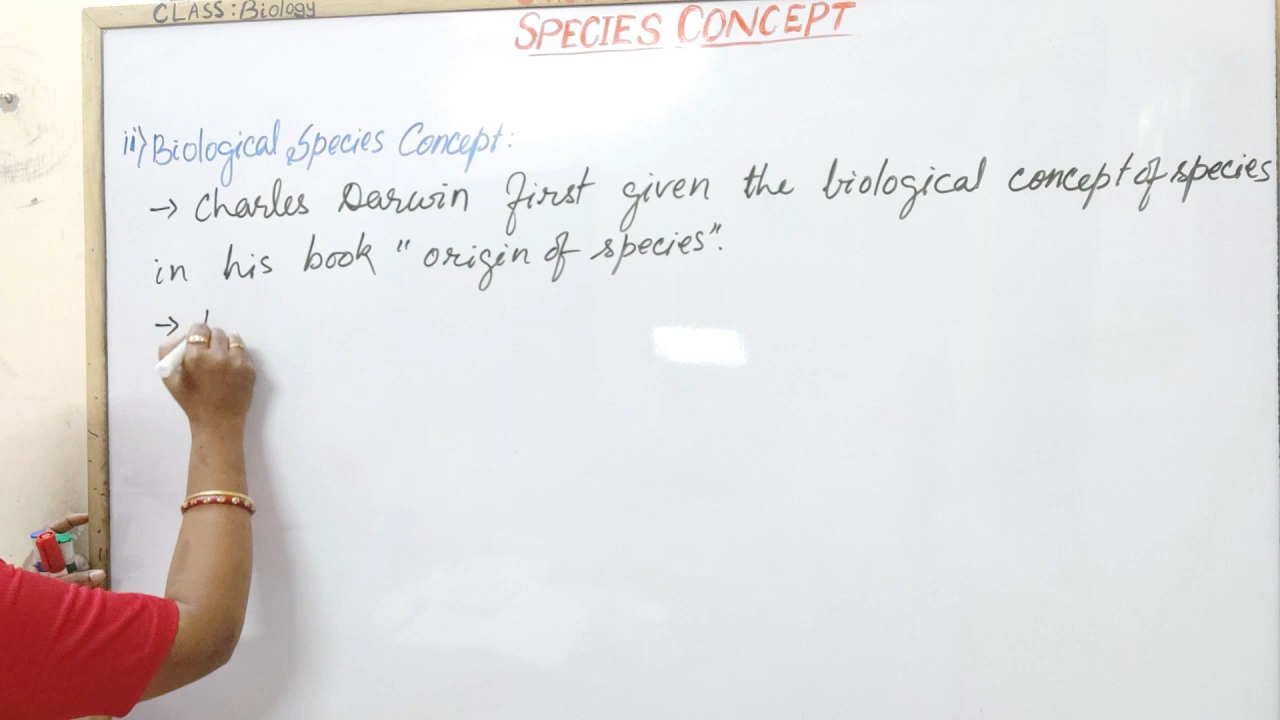 CLASS: Biology
SPECIES CONCEPT
ii) Biological Species Concept:
→ Charles Darwin first given the biological concept of species
in his book "origin of species".
→